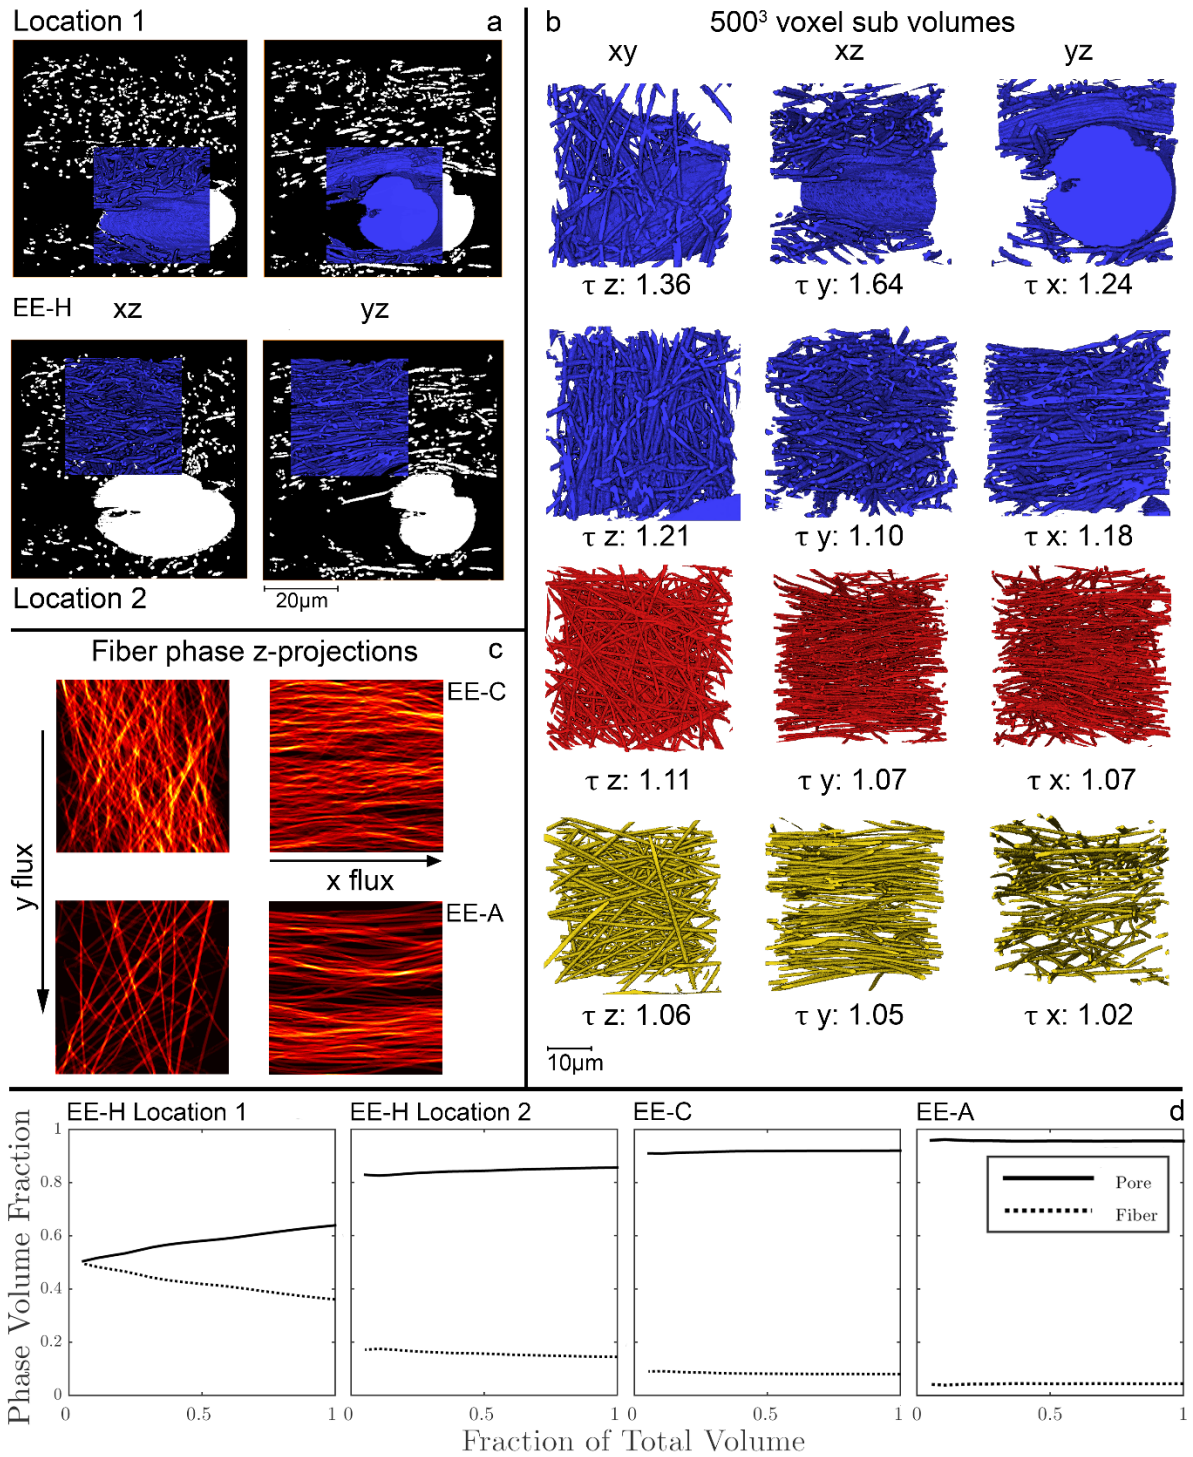 Location 1
a
EE-H
xz
yz
Location 2
20µm
b
500³ voxel sub volumes
xy
xz
yz
τ z: 1.36
τ y: 1.64
τ x: 1.24
τ z: 1.21
τ y: 1.10
τ x: 1.18
τ z: 1.11
τ y: 1.07
τ x: 1.07
τ z: 1.06
τ y: 1.05
τ x: 1.02
10µm
Fiber phase z-projections
c
EE-C
y flux
x flux
EE-A
EE-H Location 1
EE-H Location 2
EE-C
EE-A
d
Phase Volume Fraction
1
0.8
0.6
0.4
0.2
0
Pore
Fiber
0
0.5
1
0
0.5
1
0
0.5
1
0
0.5
1
Fraction of Total Volume